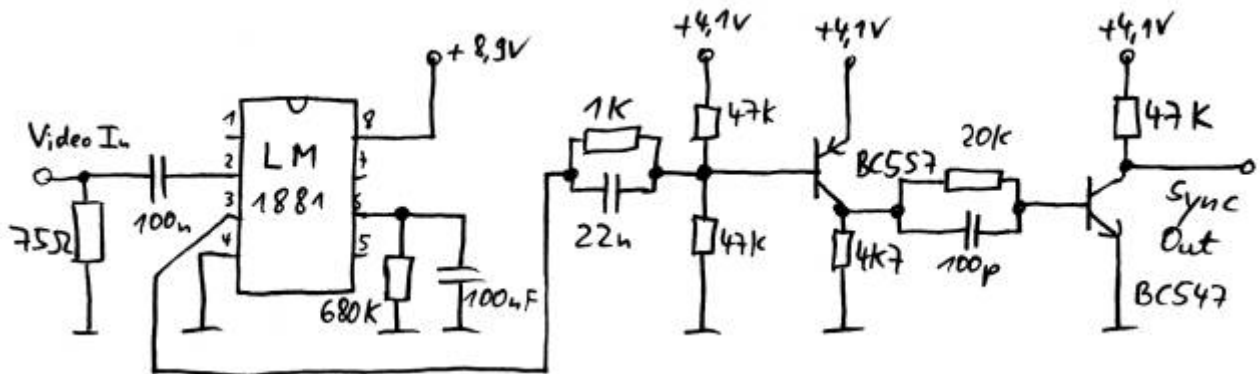 +4,1V
+4,1V
+4,1V
+8,9V
1K
47K
47K
20K
Video In
1
8
LM
2
7
BC557
1881
3
6
100n
Sync
75Ω
4
5
22n
47K
4K7
100p
Out
680K
100nF
BC547